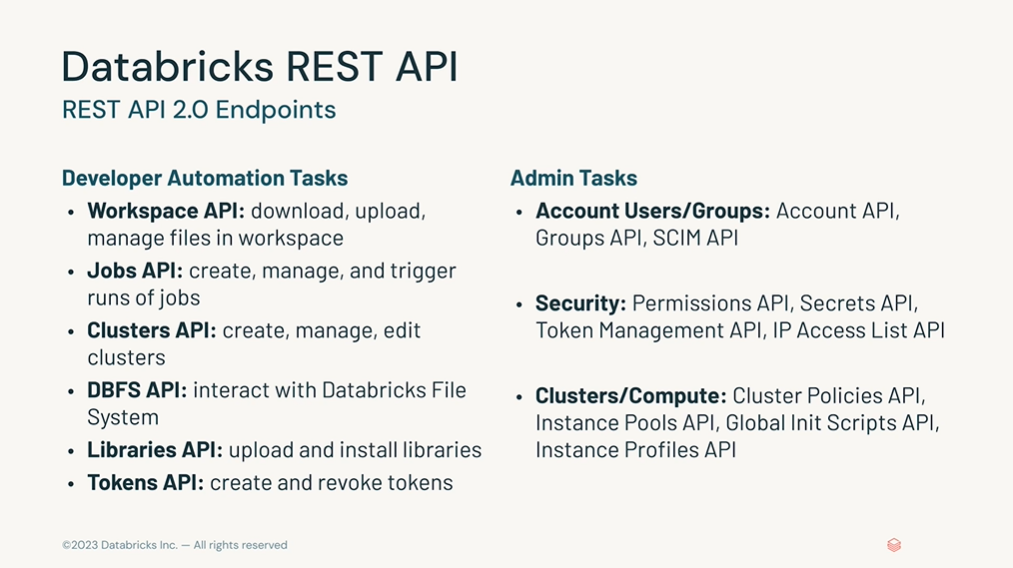 Databricks REST API
REST API 2.0 Endpoints
Developer Automation Tasks
• Workspace API: download, upload,
manage files in workspace
• Jobs API: create, manage, and trigger
runs of jobs
• Clusters API: create, manage, edit
clusters
• DBFS API: interact with Databricks File
System
• Libraries API: upload and install libraries
• Tokens API: create and revoke tokens
Admin Tasks
• Account Users/Groups: Account API,
Groups API, SCIM API
• Security: Permissions API, Secrets API,
Token Management API, IP Access List API
• Clusters/Compute: Cluster Policies API,
Instance Pools API, Global Init Scripts API,
Instance Profiles API
©2023 Databricks Inc. — All rights reserved